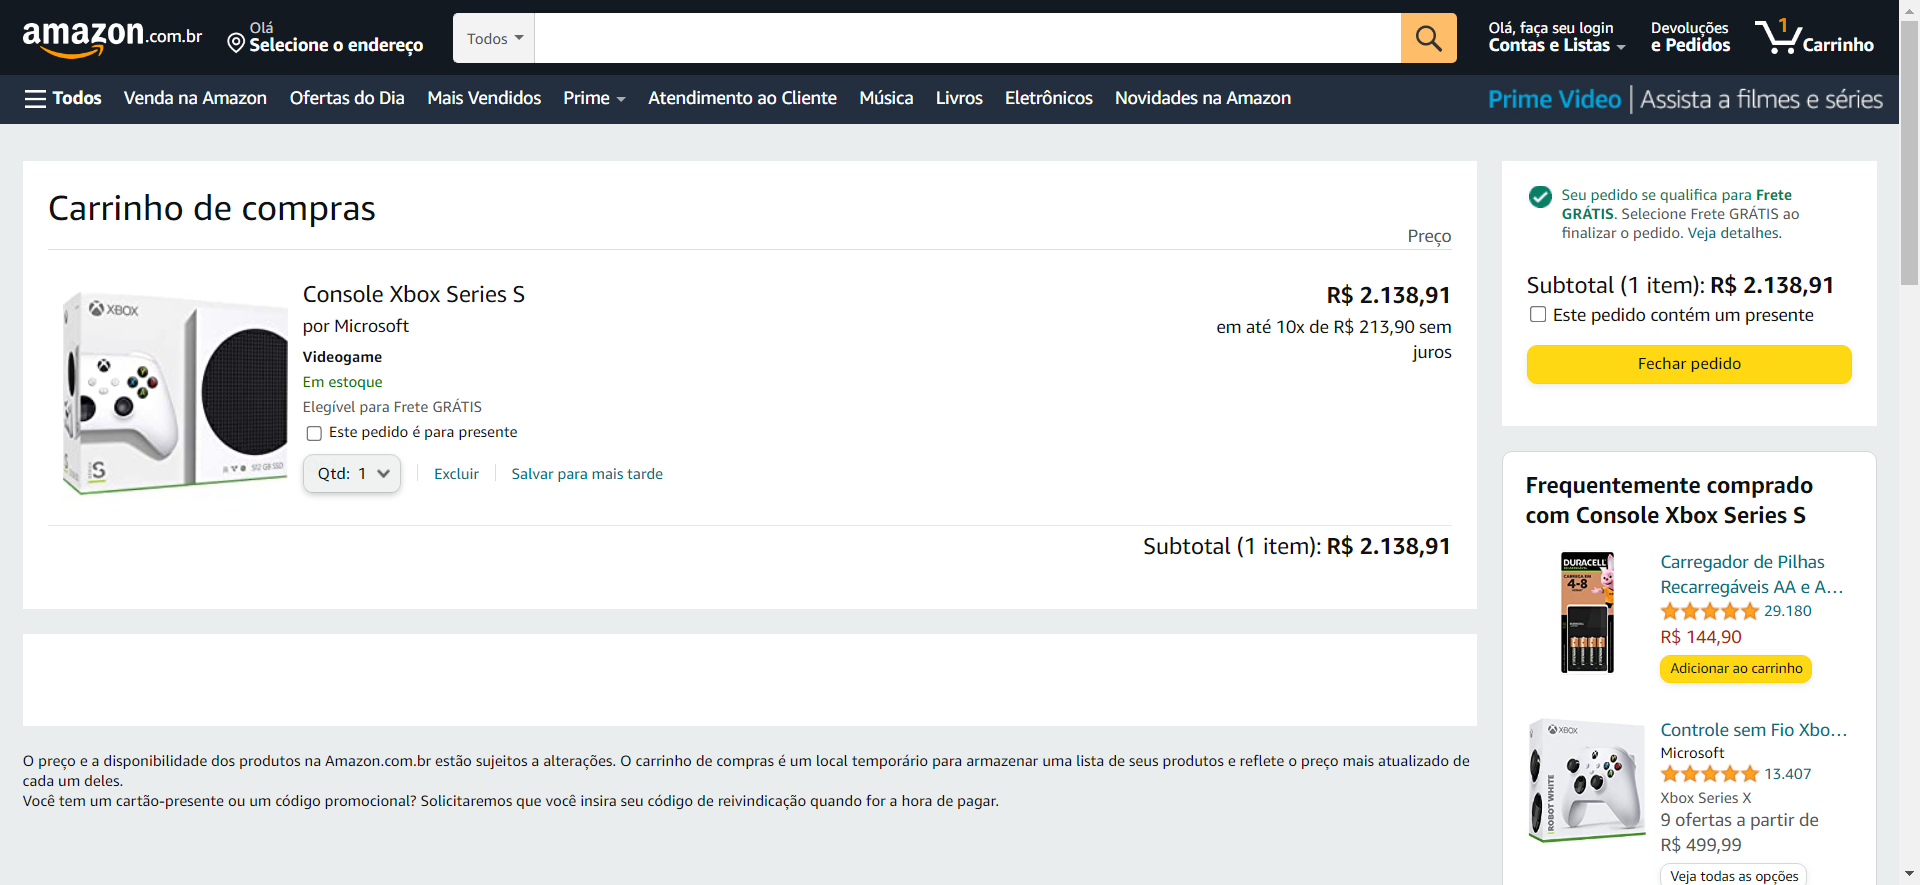 amazon.com.br
Olá
Selecione o endereço
Todos
Olá, faça seu login
Contas e Listas
Devoluções
e Pedidos
1
Carrinho
Todos
Venda na Amazon
Ofertas do Dia
Mais Vendidos
Prime
Atendimento ao Cliente
Música
Livros
Eletrônicos
Novidades na Amazon
Prime Video | Assista a filmes e séries
Carrinho de compras
Preço
XBOX
S
512 GB SSD
Console Xbox Series S
por Microsoft
Videogame
Em estoque
Elegível para Frete GRÁTIS
Este pedido é para presente
Qtd: 1
Excluir
Salvar para mais tarde
R$ 2.138,91
em até 10x de R$ 213,90 sem
juros
Subtotal (1 item): R$ 2.138,91
O preço e a disponibilidade dos produtos na Amazon.com.br estão sujeitos a alterações. O carrinho de compras é um local temporário para armazenar uma lista de seus produtos e reflete o preço mais atualizado de
cada um deles.
Você tem um cartão-presente ou um código promocional? Solicitaremos que você insira seu código de reivindicação quando for a hora de pagar.
Seu pedido se qualifica para Frete
GRÁTIS. Selecione Frete GRÁTIS ao
finalizar o pedido. Veja detalhes.
Subtotal (1 item): R$ 2.138,91
Este pedido contém um presente
Fechar pedido
Frequentemente comprado
com Console Xbox Series S
DURACELL
4-8
Carregador de Pilhas
Recarregáveis AA e A...
29.180
R$ 144,90
Adicionar ao carrinho
XBOX
ROBOT WHITE
Controle sem Fio Xbo...
Microsoft
13.407
Xbox Series X
9 ofertas a partir de
R$ 499,99
Veja todas as opções